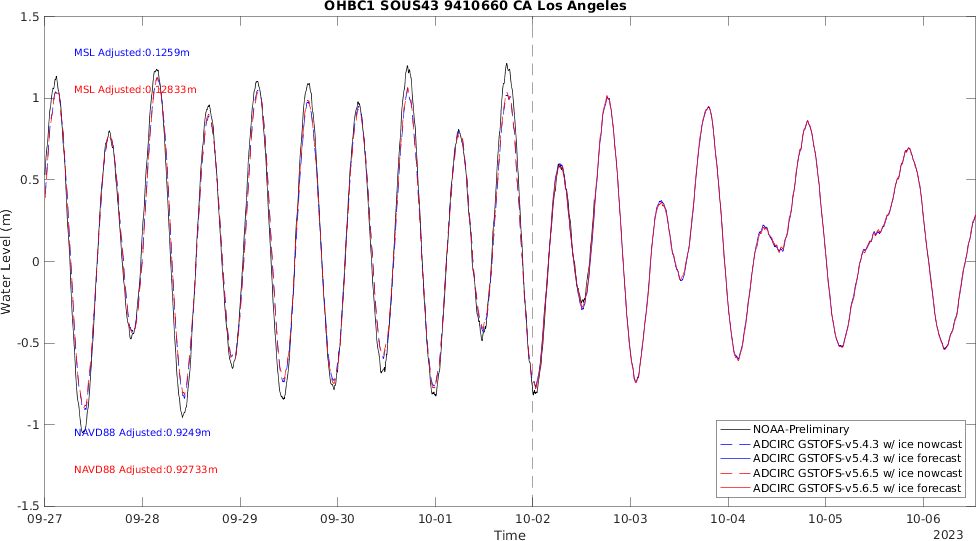 OHBC1 SOUS43 9410660 CA Los Angeles
1.5
MSL Adjusted:0.1259m
MSL Adjusted:0.12833m
1
0.5
0
Water Level (m)
-0.5
-1
NAVD88 Adjusted:0.9249m
NAVD88 Adjusted:0.92733m
-1.5
NOAA-Preliminary
ADCIRC GSTOFS-v5.4.3 w/ ice nowcast
ADCIRC GSTOFS-v5.4.3 w/ ice forecast
ADCIRC GSTOFS-v5.6.5 w/ ice nowcast
ADCIRC GSTOFS-v5.6.5 w/ ice forecast
09-27 09-28 09-29 09-30 10-01 10-02 10-03 10-04 10-05 10-06
Time
2023